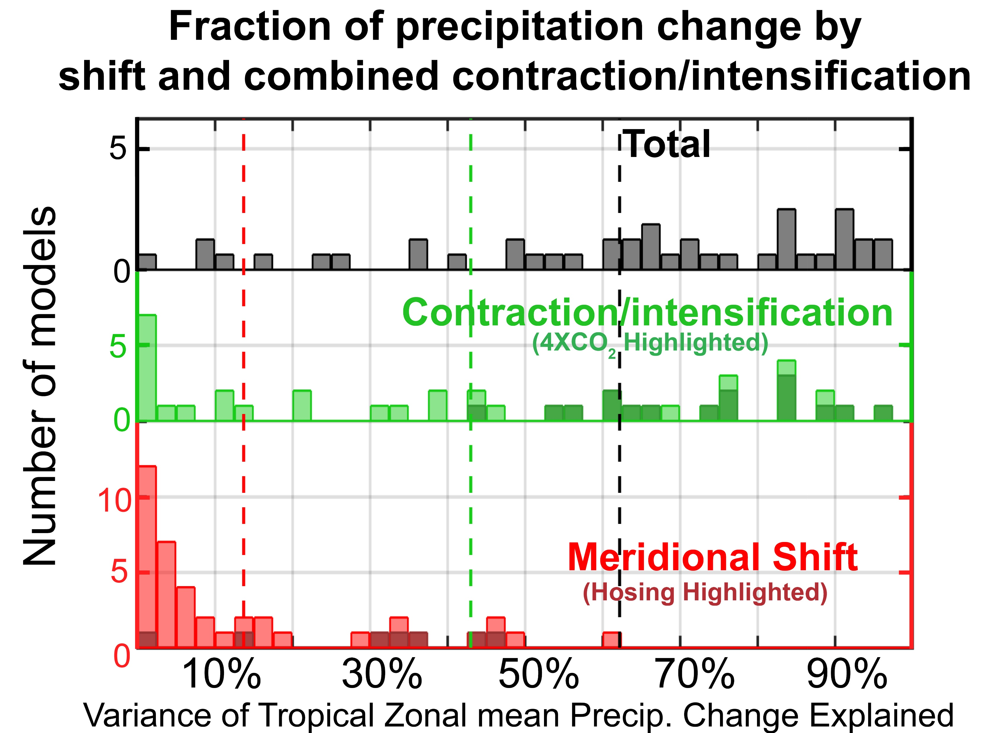 Fraction of precipitation change by
shift and combined contraction/intensification
Number of models
5
Total
0
Contraction/intensification
(4XCO₂ Highlighted)
5
0
10
Meridional Shift
5
(Hosing Highlighted)
0
10% 30% 50% 70% 90%
Variance of Tropical Zonal mean Precip. Change Explained